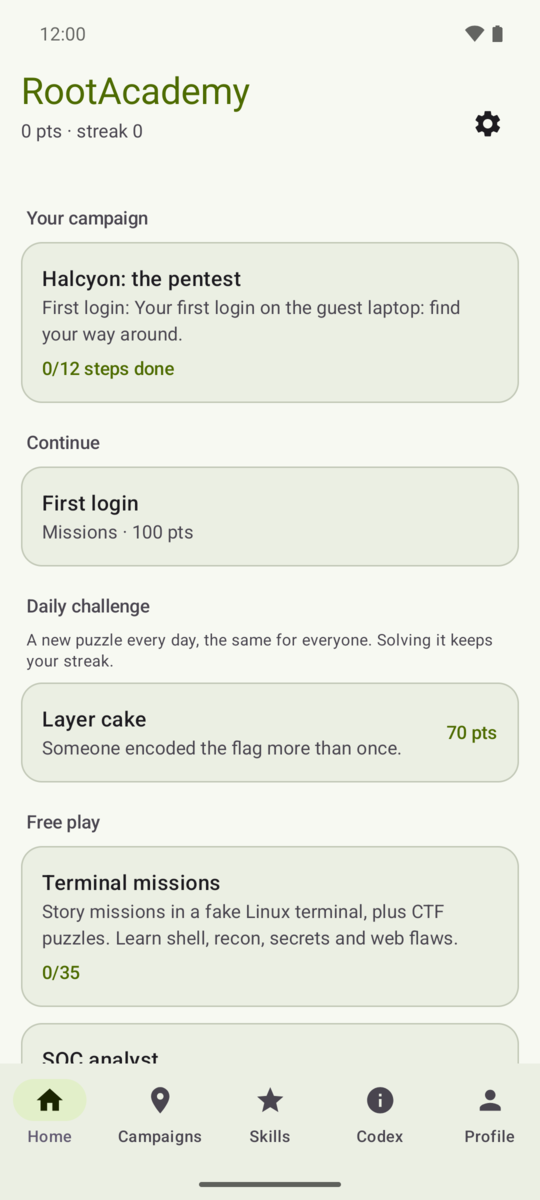 12:00
RootAcademy
0 pts · streak 0
Your campaign
Halcyon: the pentest
First login: Your first login on the guest laptop: find
your way around.
0/12 steps done
Continue
First login
Missions · 100 pts
Daily challenge
A new puzzle every day, the same for everyone. Solving it keeps
your streak.
Layer cake
Someone encoded the flag more than once.
70 pts
Free play
Terminal missions
Story missions in a fake Linux terminal, plus CTF
puzzles. Learn shell, recon, secrets and web flaws.
0/35
SOC analyst
Home
Campaigns
Skills
Codex
Profile